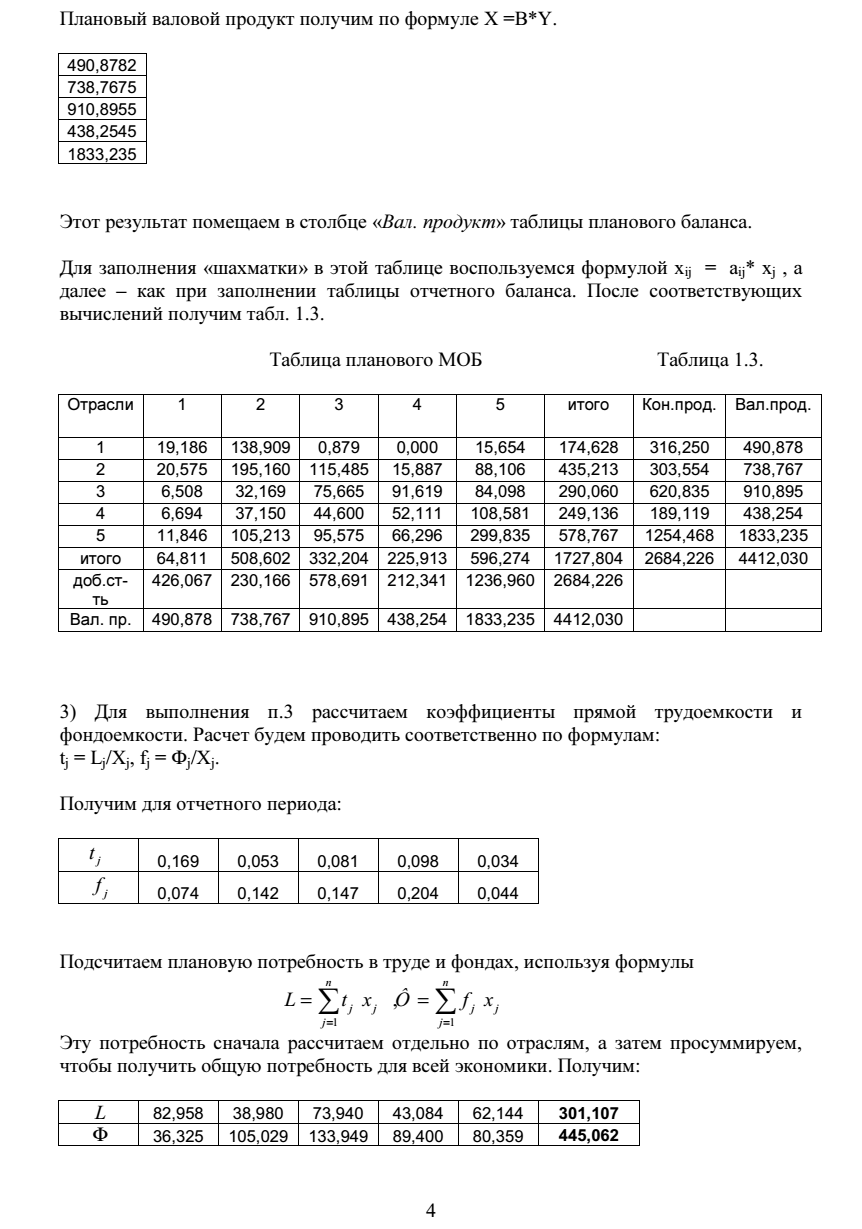 Плановый валовой продукт получим по формуле X =B*Y.
490,8782
738,7675
910,8955
438,2545
1833,235
Этот результат помещаем в столбце «Вал. продукт» таблицы планового баланса.
Для заполнения «шахматки» в этой таблице воспользуемся формулой xij = aij* xj , а
далее – как при заполнении таблицы отчетного баланса. После соответствующих
вычислений получим табл. 1.3.
Таблица планового МОБ Таблица 1.3.
Отрасли 1 2 3 4 5 итого Кон.прод. Вал.прод.
1 19,186 138,909 0,879 0,000 15,654 174,628 316,250 490,878
2 20,575 195,160 115,485 15,887 88,106 435,213 303,554 738,767
3 6,508 32,169 75,665 91,619 84,098 290,060 620,835 910,895
4 6,694 37,150 44,600 52,111 108,581 249,136 189,119 438,254
5 11,846 105,213 95,575 66,296 299,835 578,767 1254,468 1833,235
итого 64,811 508,602 332,204 225,913 596,274 1727,804 2684,226 4412,030
доб.ст-
ть 426,067 230,166 578,691 212,341 1236,960 2684,226
Вал. пр. 490,878 738,767 910,895 438,254 1833,235 4412,030
3) Для выполнения п.3 рассчитаем коэффициенты прямой трудоемкости и
фондоемкости. Расчет будем проводить соответственно по формулам:
tj = Lj/Xj, fj = Фj/Xj.
Получим для отчетного периода:
tj 0,169 0,053 0,081 0,098 0,034
fj 0,074 0,142 0,147 0,204 0,044
Подсчитаем плановую потребность в труде и фондах, используя формулы
L = ∑_{j=1}^{n} tj xj ,Ô = ∑_{j=1}^{n} fj xj
Эту потребность сначала рассчитаем отдельно по отраслям, а затем просуммируем,
чтобы получить общую потребность для всей экономики. Получим:
L 82,958 38,980 73,940 43,084 62,144 301,107
Ф 36,325 105,029 133,949 89,400 80,359 445,062
4